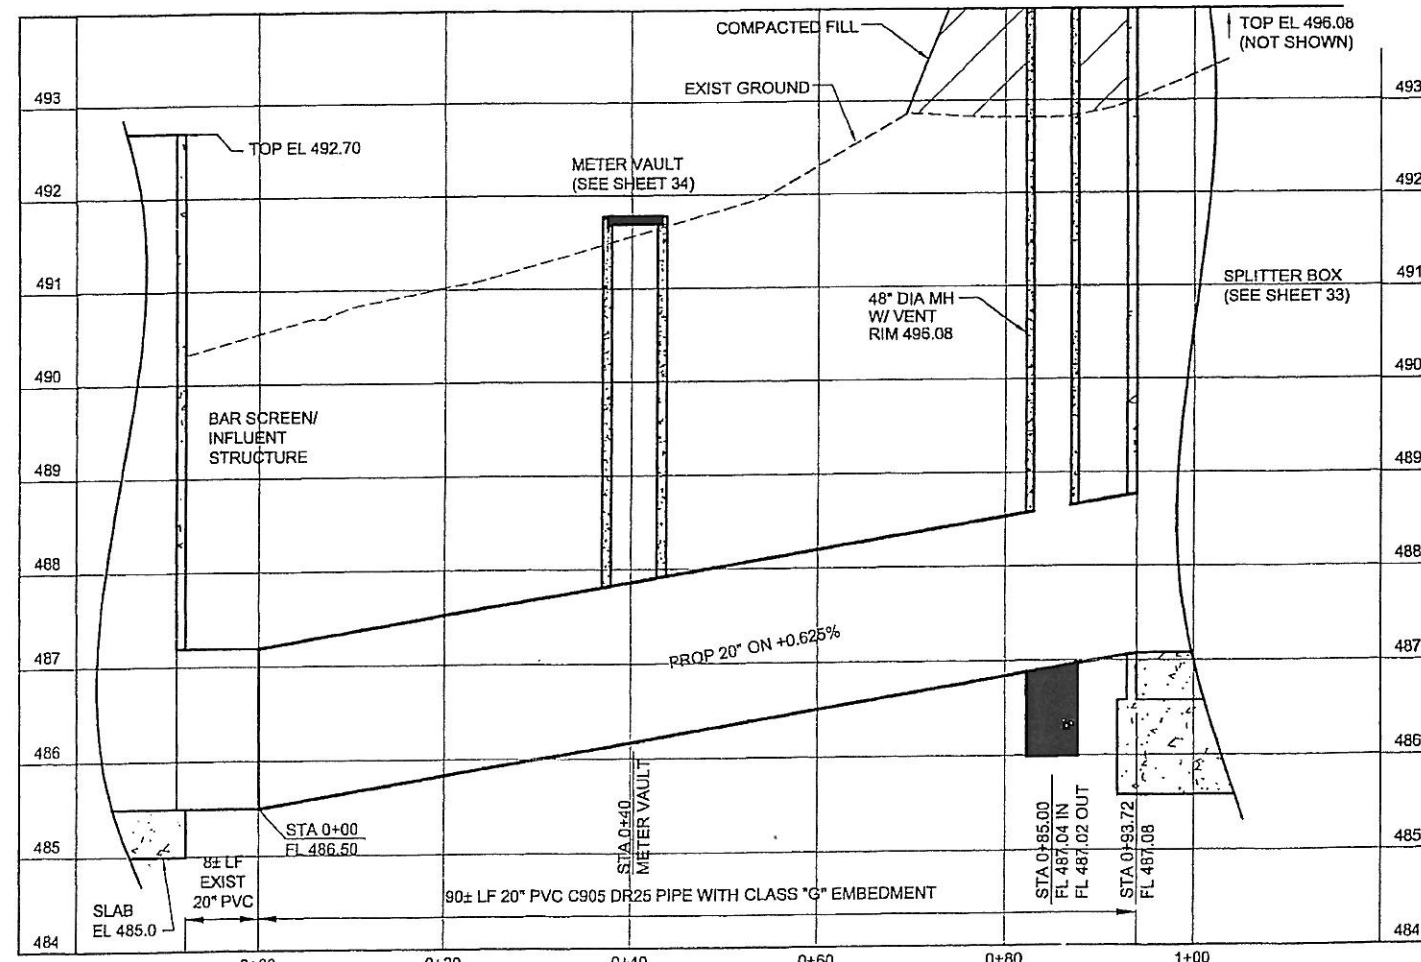 COMPACTED FILL
TOP EL 496.08
(NOT SHOWN)
EXIST GROUND
493
493
TOP EL 492.70
METER VAULT
(SEE SHEET 34)
492
492
491
491
48" DIA MH
W/ VENT
RIM 496.08
SPLITTER BOX
(SEE SHEET 33)
490
490
BAR SCREEN/
INFLUENT
STRUCTURE
489
489
488
488
487
487
PROP 20" ON +0.625%
486
486
STA 0+00
FL 486.50
STA 0+40
METER VAULT
STA 0+85.00
FL 487.04 IN
FL 487.02 OUT
STA 0+93.72
FL 487.08
485
485
8± LF
EXIST
20" PVC
90± LF 20" PVC C905 DR25 PIPE WITH CLASS "G" EMBEDMENT
SLAB
EL 485.0
484
484
0+40
0+60
0+80
1+00